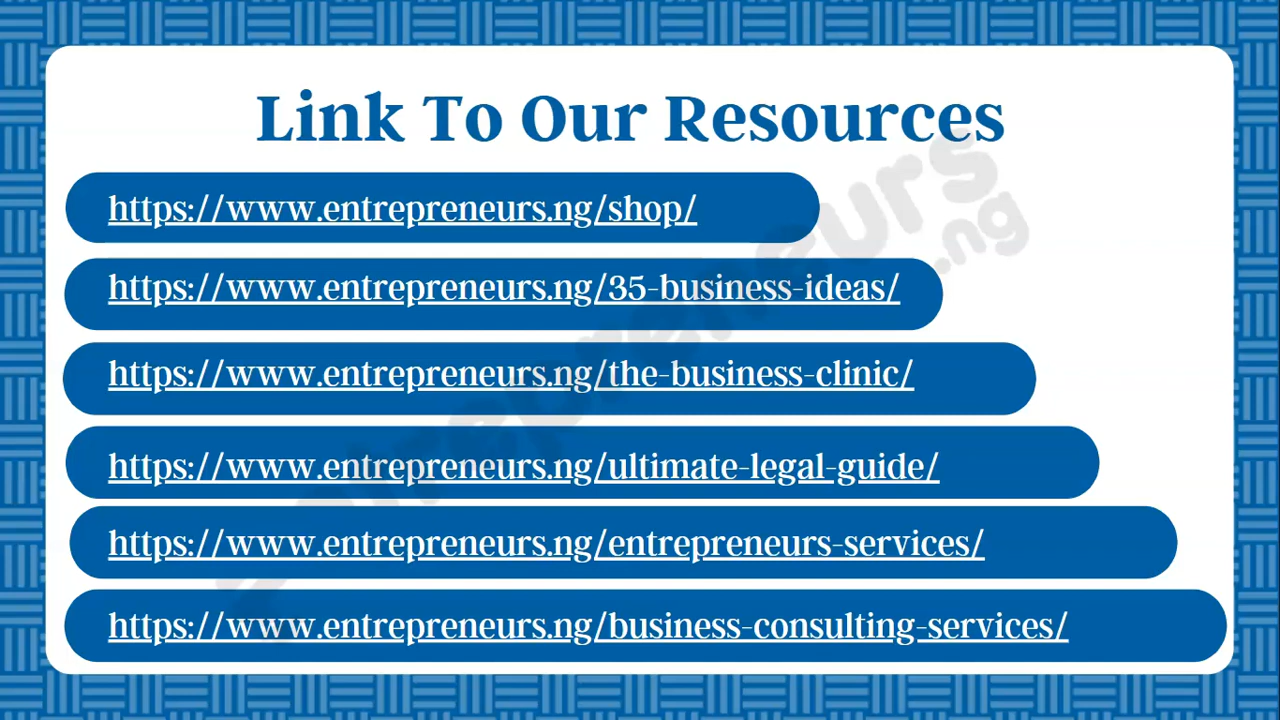 Link To Our Resources
https://www.entrepreneurs.ng/shop/
https://www.entrepreneurs.ng/35-business-ideas/
https://www.entrepreneurs.ng/the-business-clinic/
https://www.entrepreneurs.ng/ultimate-legal-guide/
https://www.entrepreneurs.ng/entrepreneurs-services/
https://www.entrepreneurs.ng/business-consulting-services/
entrepreneurs
.ng